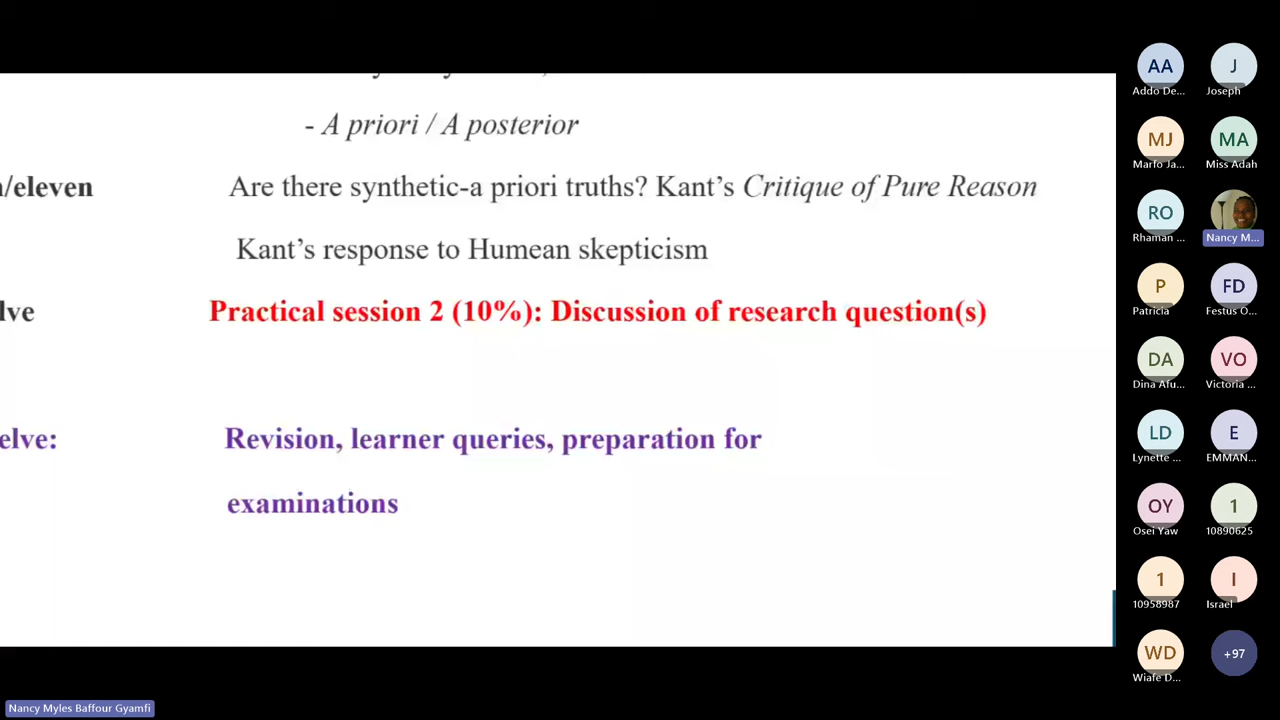 - A priori / A posterior
n/eleven Are there synthetic-a priori truths? Kant's Critique of Pure Reason
Kant's response to Humean skepticism
lve Practical session 2 (10%): Discussion of research question(s)
elve: Revision, learner queries, preparation for
examinations
AA J
Addo De... Joseph
MJ MA
Marfo Ja... Miss Adah
RO
Rhaman ... Nancy M...
P FD
Patricia Festus O...
DA VO
Dina Afu... Victoria ...
LD E
Lynette ... EMMAN...
OY 1
Osei Yaw 10890625
1 I
10958987 Israel
WD +97
Wiafe D...
Nancy Myles Baffour Gyamfi